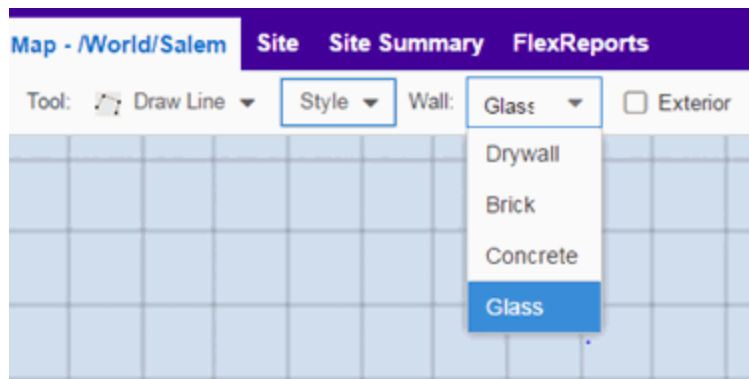 Map - /World/Salem Site Site Summary FlexReports
Tool: Draw Line Style Wall: Glass Exterior
Drywall
Brick
Concrete
Glass